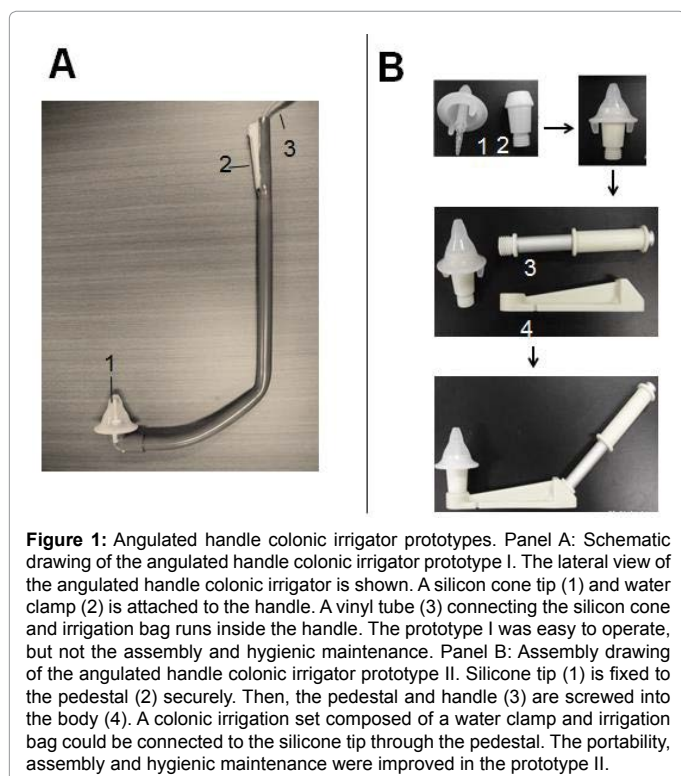 A
B
1
2
3
1 2
3
4
Figure 1: Angulated handle colonic irrigator prototypes. Panel A: Schematic
drawing of the angulated handle colonic irrigator prototype I. The lateral view of
the angulated handle colonic irrigator is shown. A silicon cone tip (1) and water
clamp (2) is attached to the handle. A vinyl tube (3) connecting the silicon cone
and irrigation bag runs inside the handle. The prototype I was easy to operate,
but not the assembly and hygienic maintenance. Panel B: Assembly drawing
of the angulated handle colonic irrigator prototype II. Silicone tip (1) is fixed to
the pedestal (2) securely. Then, the pedestal and handle (3) are screwed into
the body (4). A colonic irrigation set composed of a water clamp and irrigation
bag could be connected to the silicone tip through the pedestal. The portability,
assembly and hygienic maintenance were improved in the prototype II.